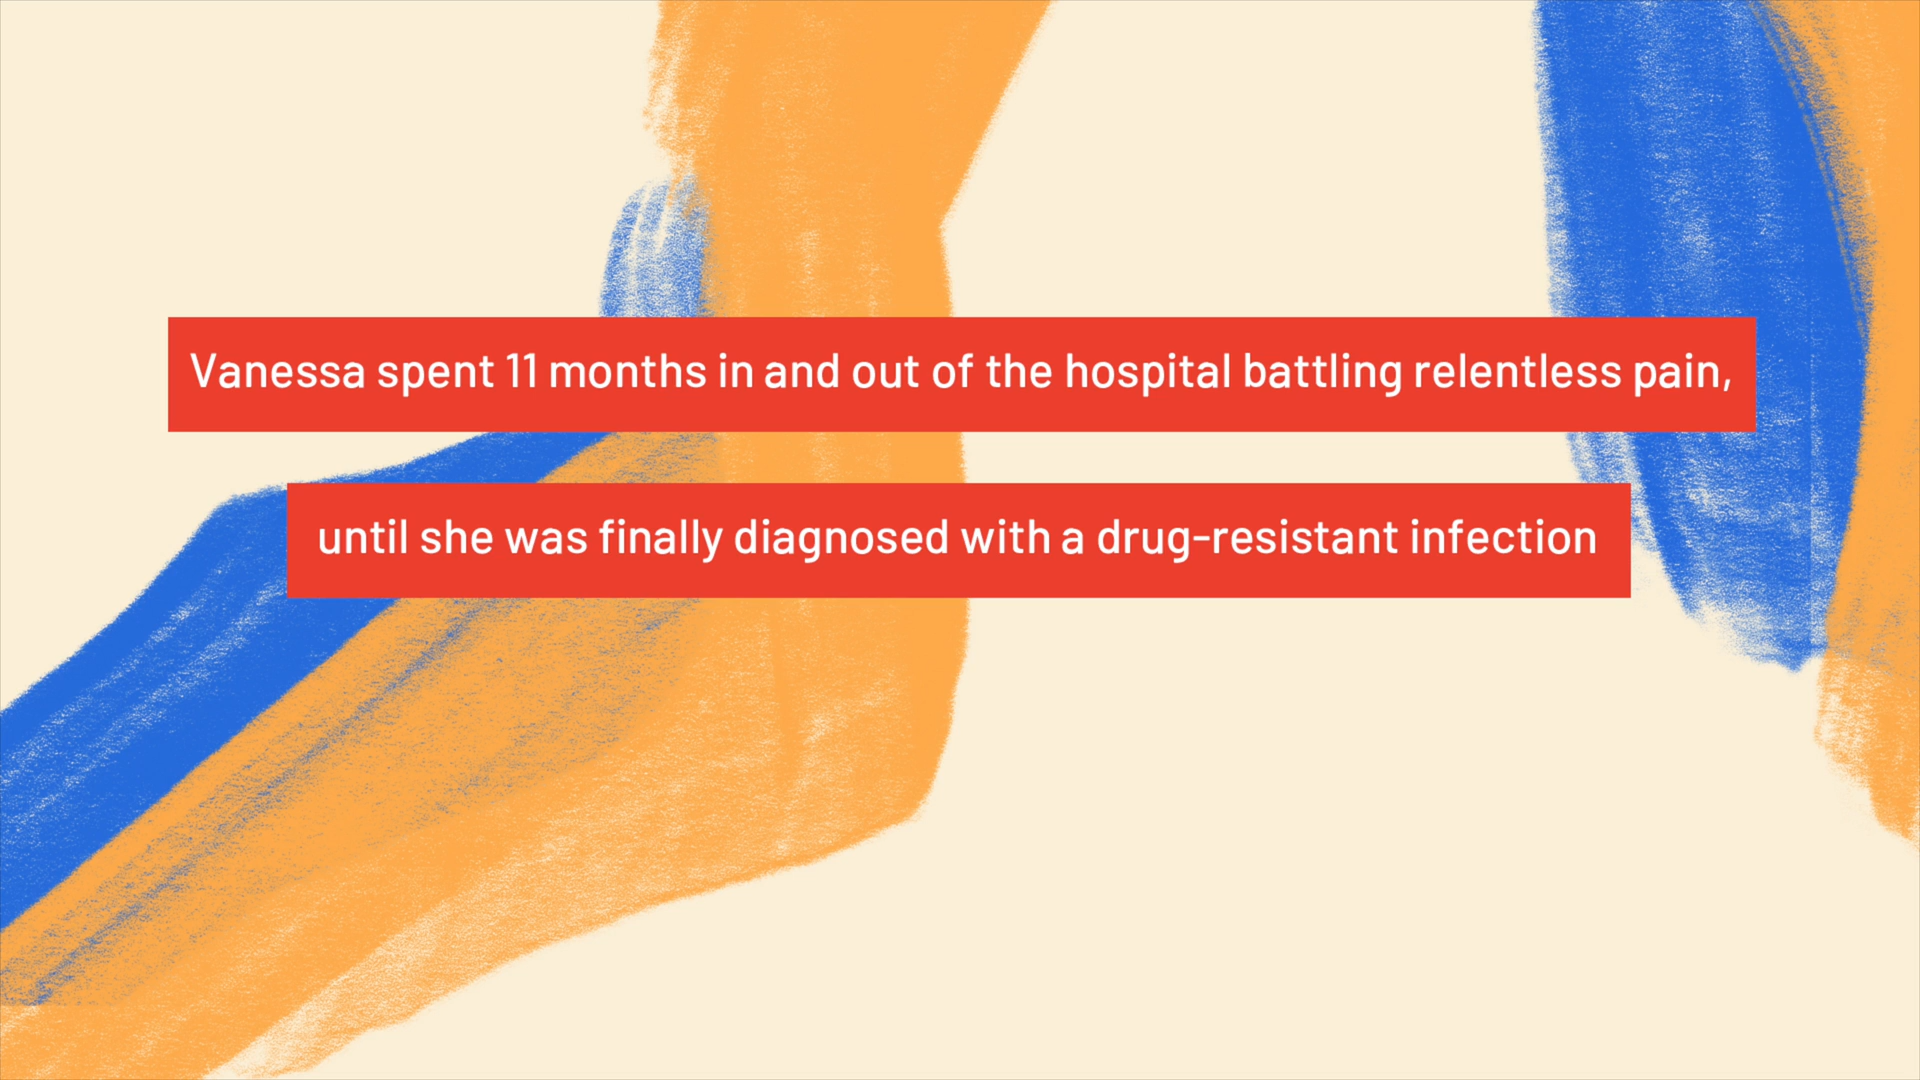 Vanessa spent 11 months in and out of the hospital battling relentless pain,
until she was finally diagnosed with a drug-resistant infection